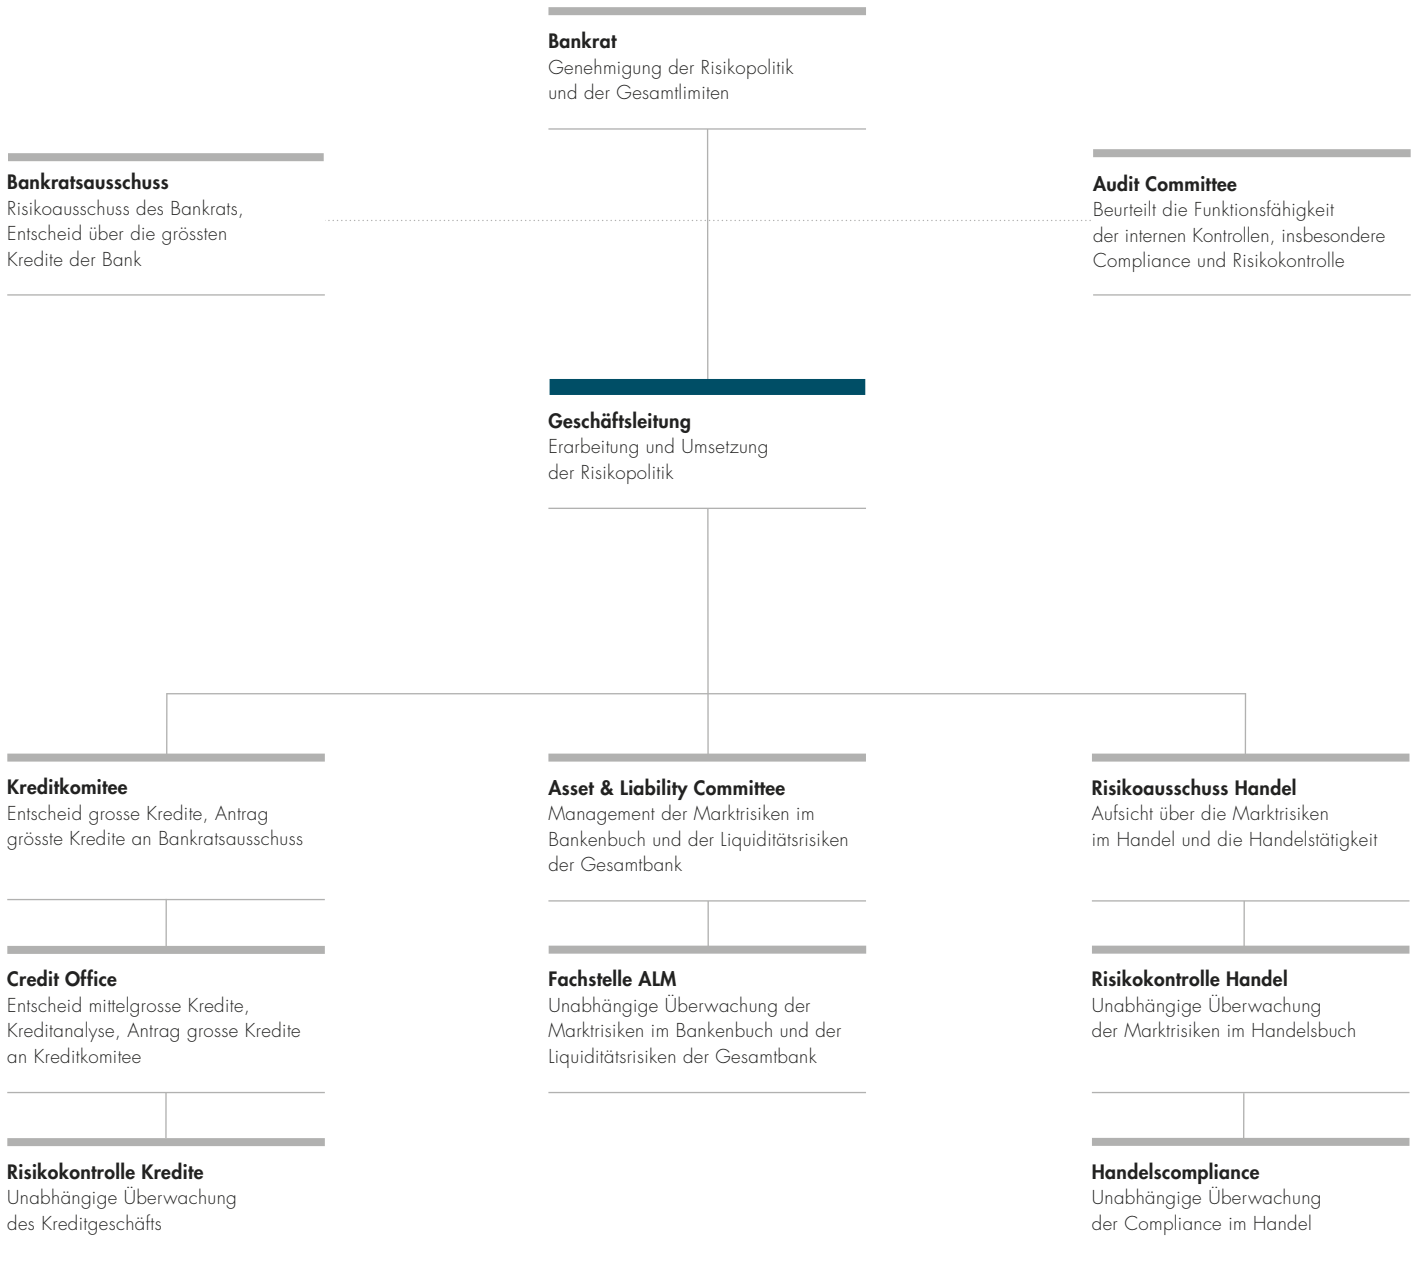 Bankrat
Genehmigung der Risikopolitik
und der Gesamtlimiten
Bankratsausschuss
Risikoausschuss des Bankrats,
Entscheid über die grössten
Kredite der Bank
Audit Committee
Beurteilt die Funktionsfähigkeit
der internen Kontrollen, insbesondere
Compliance und Risikokontrolle
Geschäftsleitung
Erarbeitung und Umsetzung
der Risikopolitik
Kreditkomitee
Entscheid grosse Kredite, Antrag
grösste Kredite an Bankratsausschuss
Asset & Liability Committee
Management der Marktrisiken im
Bankenbuch und der Liquiditätsrisiken
der Gesamtbank
Risikoausschuss Handel
Aufsicht über die Marktrisiken
im Handel und die Handelstätigkeit
Credit Office
Entscheid mittelgrosse Kredite,
Kreditanalyse, Antrag grosse Kredite
an Kreditkomitee
Fachstelle ALM
Unabhängige Überwachung der
Marktrisiken im Bankenbuch und der
Liquiditätsrisiken der Gesamtbank
Risikokontrolle Handel
Unabhängige Überwachung
der Marktrisiken im Handelsbuch
Risikokontrolle Kredite
Unabhängige Überwachung
des Kreditgeschäfts
Handelscompliance
Unabhängige Überwachung
der Compliance im Handel